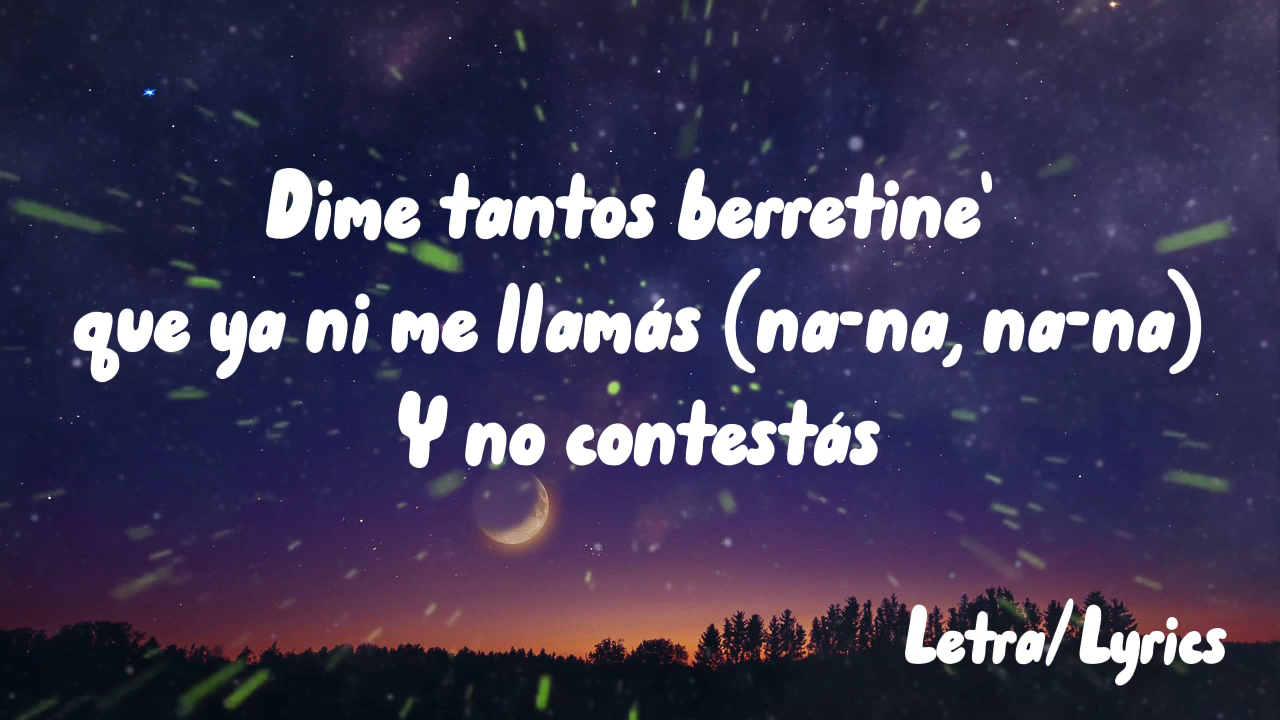 Dime tantos berretine'
que ya ni me llamás (na-na, na-na)
Y no contestás
Letra/Lyrics